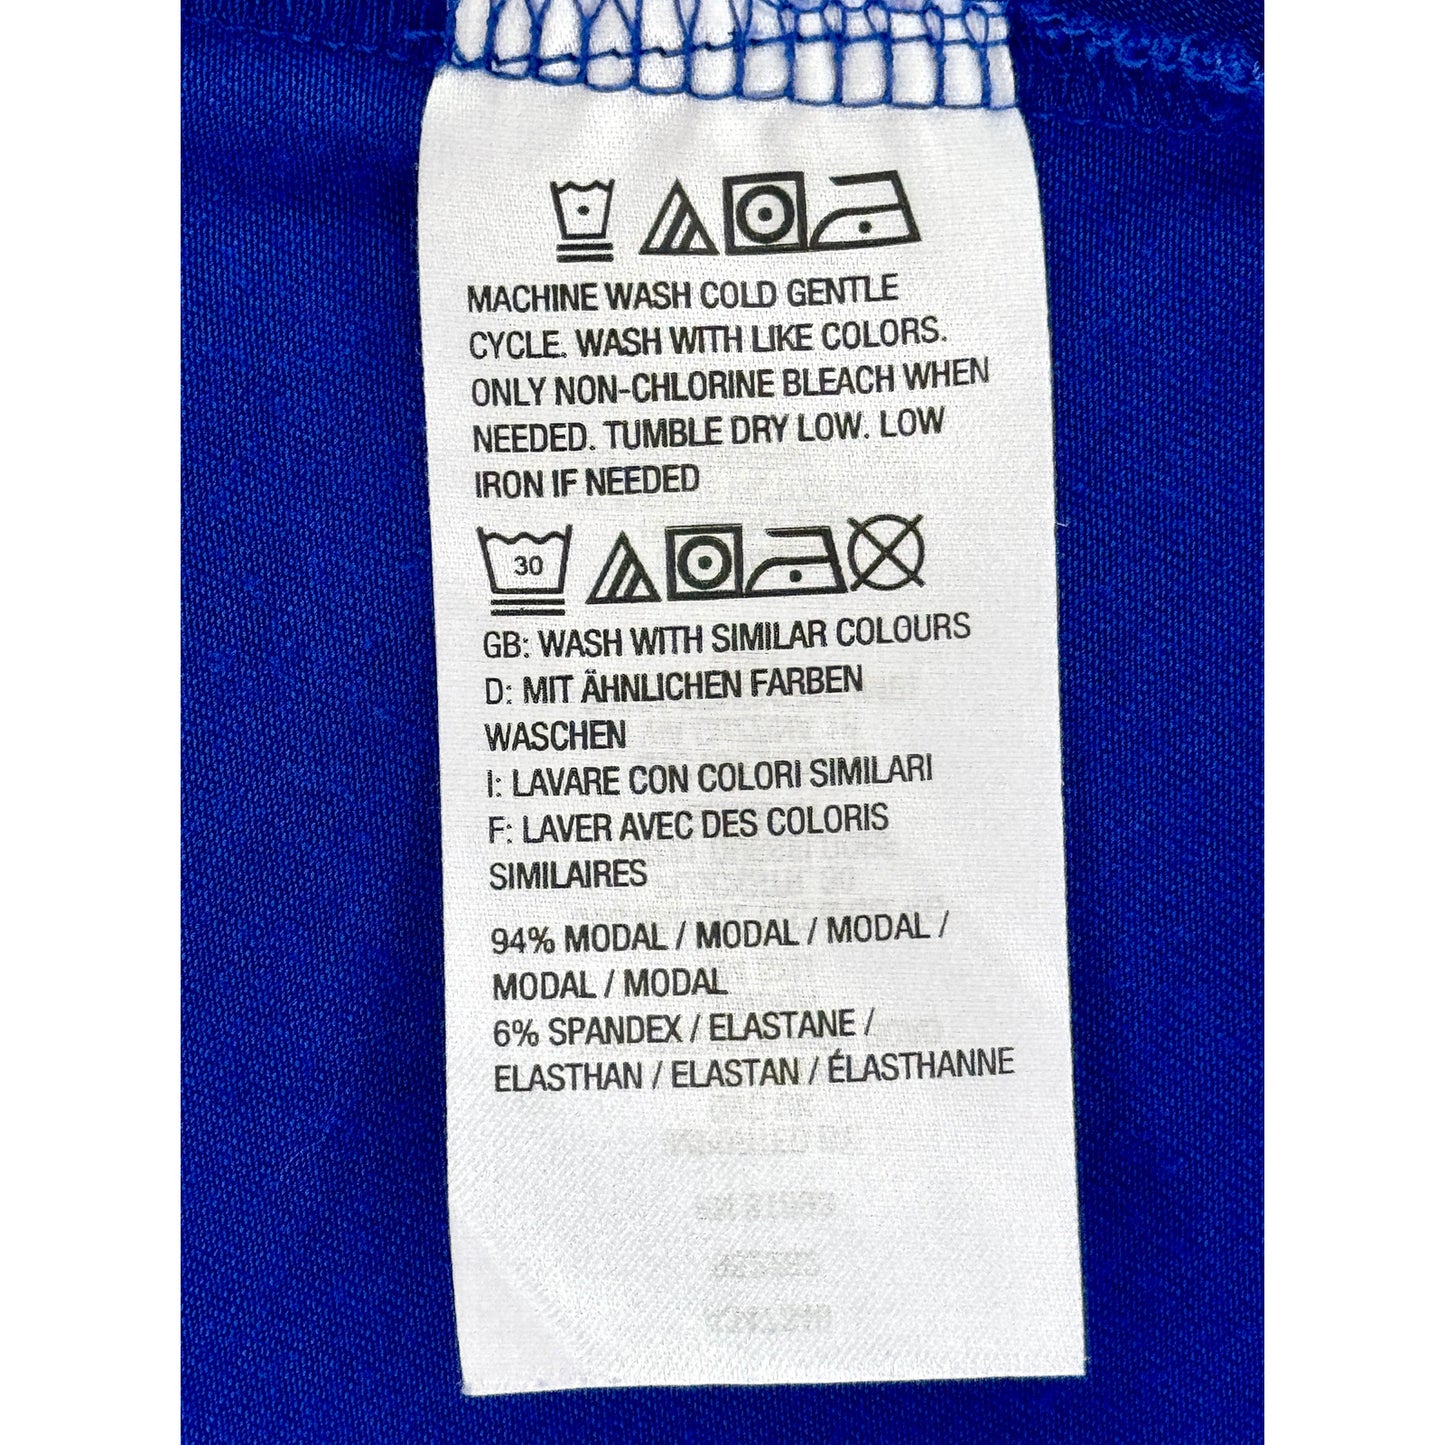 MACHINE WASH COLD GENTLE
CYCLE. WASH WITH LIKE COLORS.
ONLY NON-CHLORINE BLEACH WHEN
NEEDED. TUMBLE DRY LOW. LOW
IRON IF NEEDED
30
GB: WASH WITH SIMILAR COLOURS
D: MIT ÄHNLICHEN FARBEN
WASCHEN
I: LAVARE CON COLORI SIMILARI
F: LAVER AVEC DES COLORIS
SIMILAIRES
94% MODAL / MODAL / MODAL /
MODAL / MODAL
6% SPANDEX / ELASTANE /
ELASTHAN / ELASTAN / ÉLASTHANNE